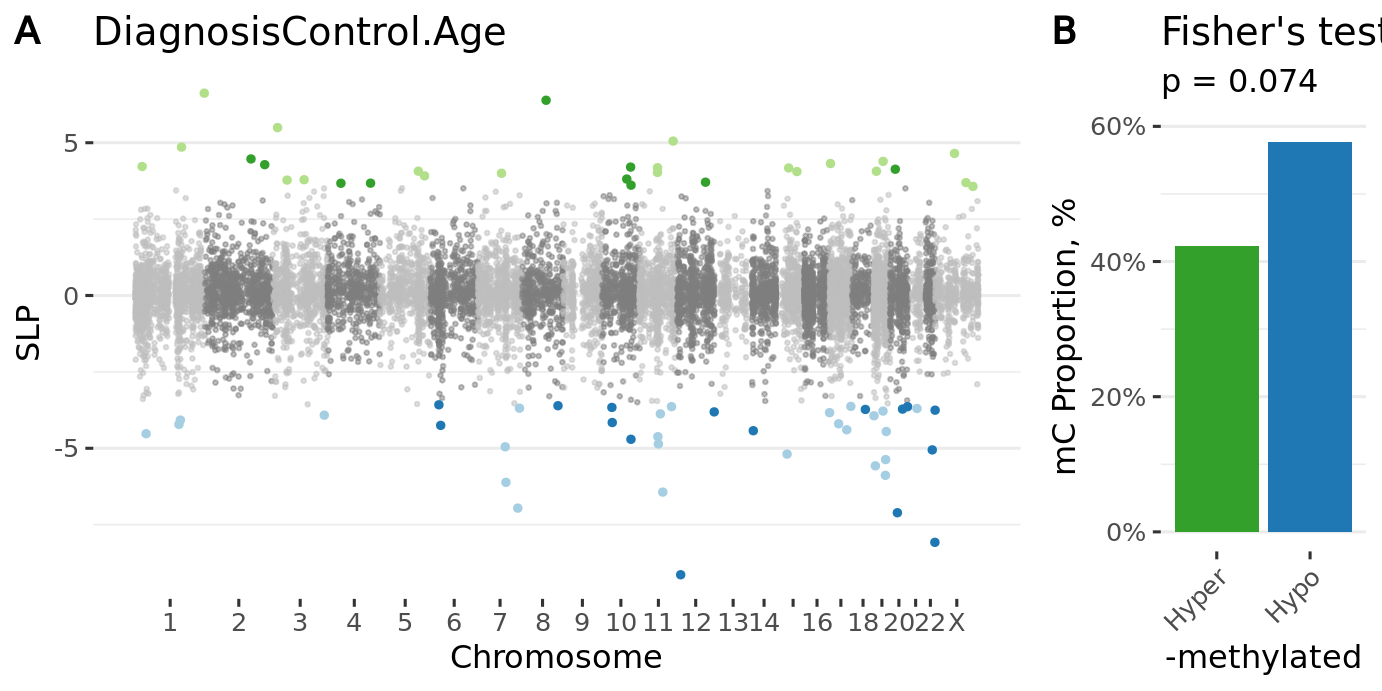 A
DiagnosisControl.Age
5
0
-5
SLP
1 2 3 4 5 6 7 8 9 10 11 12 13 14 16 18 20 22 X
Chromosome
B
Fisher's test
p = 0.074
60%
40%
20%
0%
mC Proportion, %
Hyper
Hypo
-methylated